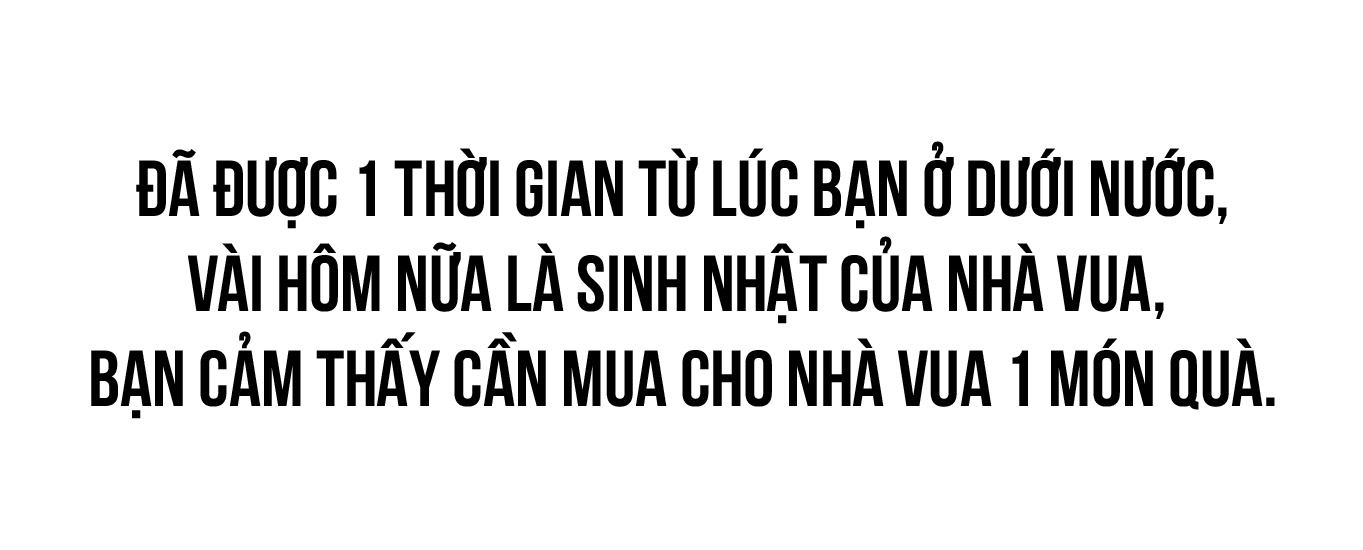 ĐÃ ĐƯỢC 1 THỜI GIAN TỪ LÚC BẠN Ở DƯỚI NƯỚC,
VÀI HÔM NỮA LÀ SINH NHẬT CỦA NHÀ VUA,
BẠN CẢM THẤY CẦN MUA CHO NHÀ VUA 1 MÓN QUÀ.